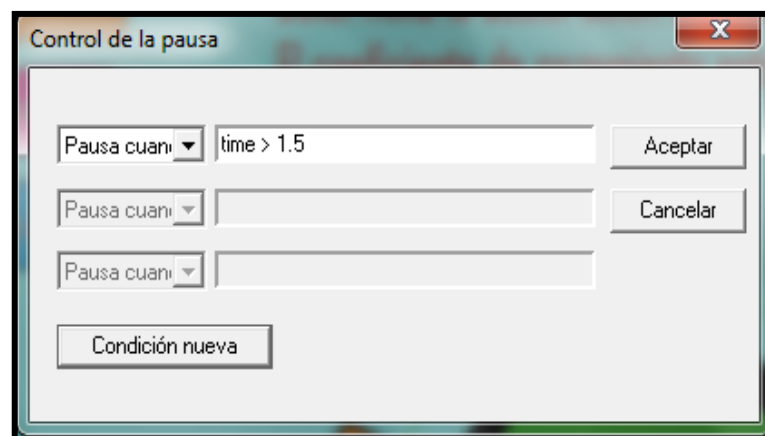 Control de la pausa
Pausa cuan time > 1.5 Aceptar
Pausa cuan Cancelar
Pausa cuan
Condición nueva